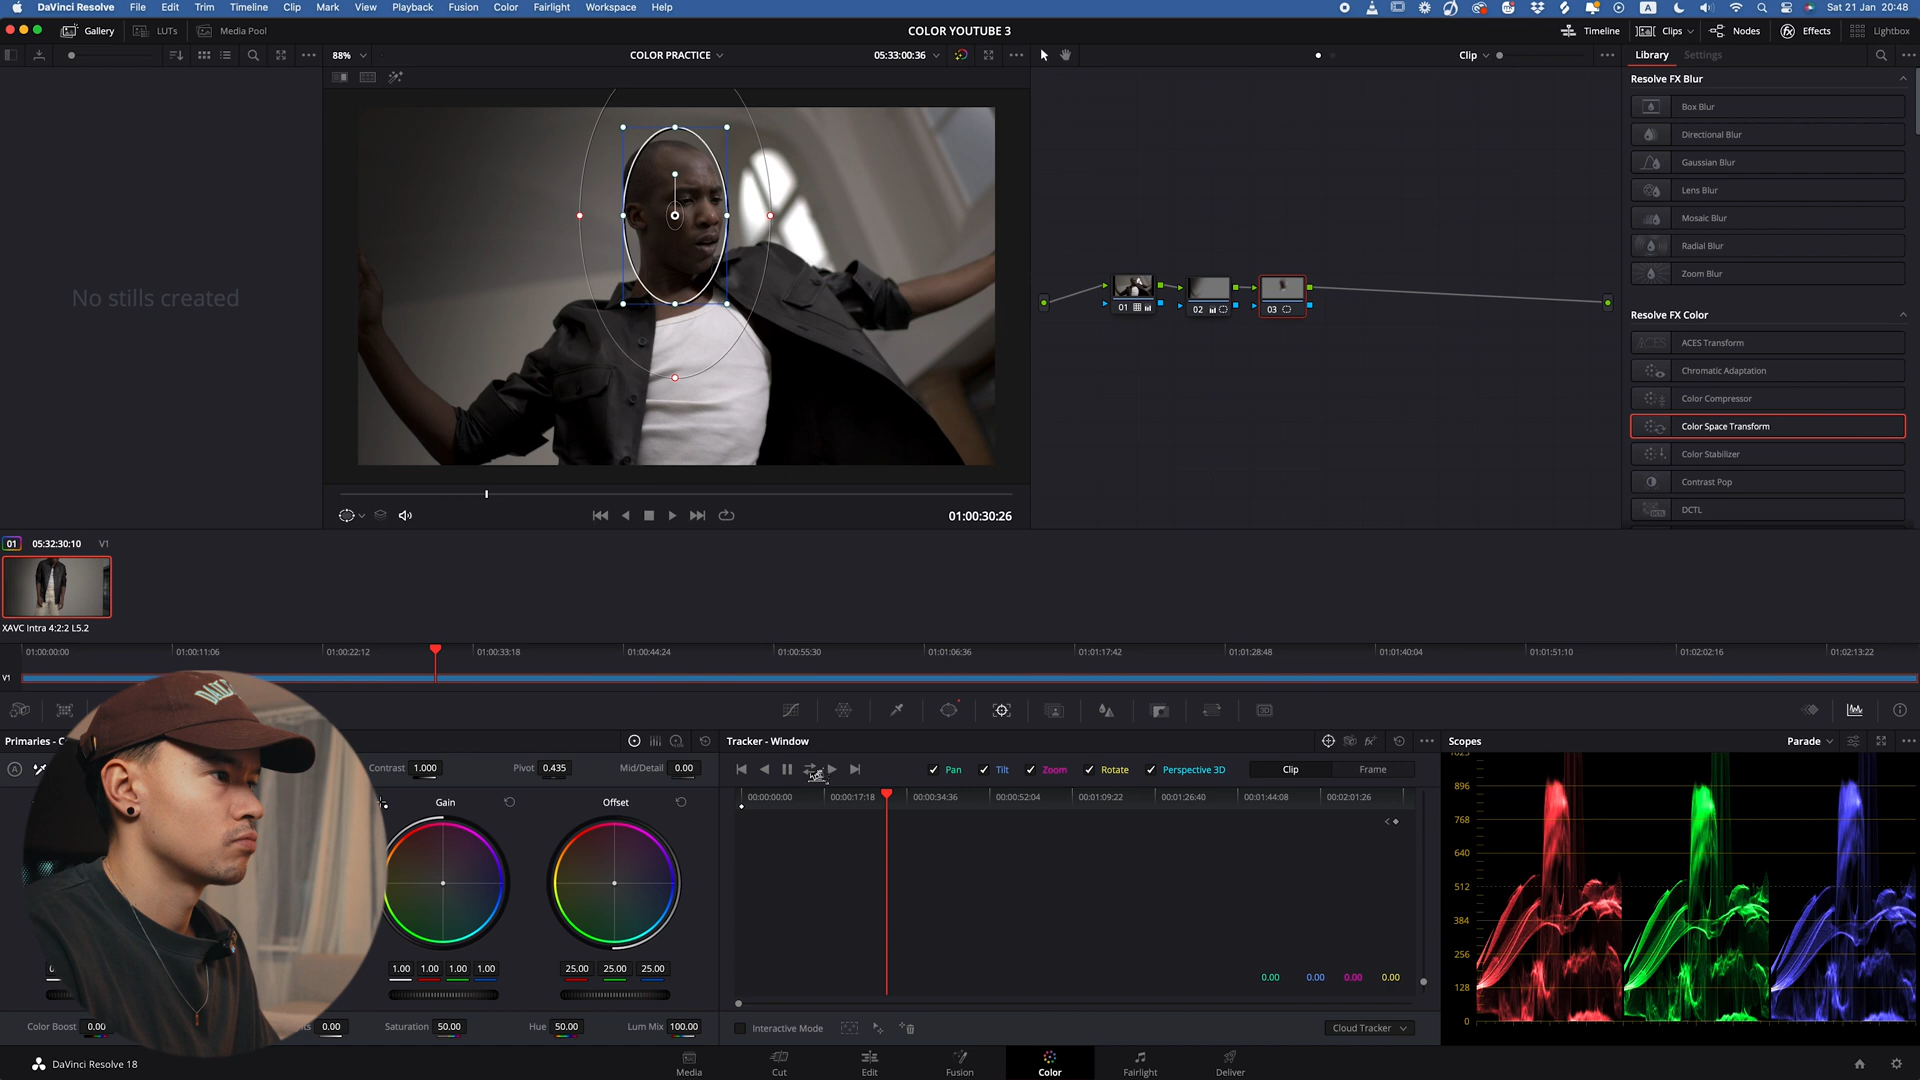 DaVinci Resolve File Edit Trim Timeline Clip Mark View Playback Fusion Color Fairlight Workspace Help
A Sat 21 Jan 20:48
Gallery LUTs Media Pool
COLOR YOUTUBE 3
Timeline Clips Nodes Effects Lightbox
88% COLOR PRACTICE 05:33:00:36
Clip
Library Settings
Resolve FX Blur
Box Blur
Directional Blur
Gaussian Blur
Lens Blur
Mosaic Blur
Radial Blur
Zoom Blur
Resolve FX Color
ACES ACES Transform
Chromatic Adaptation
Color Compressor
Color Space Transform
Color Stabilizer
Contrast Pop
DCTL DCTL
No stills created
01 02 03
01:00:30:26
01 05:32:30:10 V1
XAVC Intra 4:2:2 L5.2
01:00:00:00 01:00:11:06 01:00:22:12 01:00:33:18 01:00:44:24 01:00:55:30 01:01:06:36 01:01:17:42 01:01:28:48 01:01:40:04 01:01:51:10 01:02:02:16 01:02:13:22
V1
3D
Primaries - C
A Contrast 1.000 Pivot 0.435 Mid/Detail 0.00
Gain Offset
1.00 1.00 1.00 1.00 25.00 25.00 25.00
Color Boost 0.00 0.00 Saturation 50.00 Hue 50.00 Lum Mix 100.00
Tracker - Window
Pan Tilt Zoom Rotate Perspective 3D Clip Frame
00:00:00:00 00:00:17:18 00:00:34:36 00:00:52:04 00:01:09:22 00:01:26:40 00:01:44:08 00:02:01:26
0.00 0.00 0.00 0.00
Interactive Mode Cloud Tracker
Scopes Parade
1023
896
768
640
512
384
256
128
0
DaVinci Resolve 18
Media Cut Edit Fusion Color Fairlight Deliver